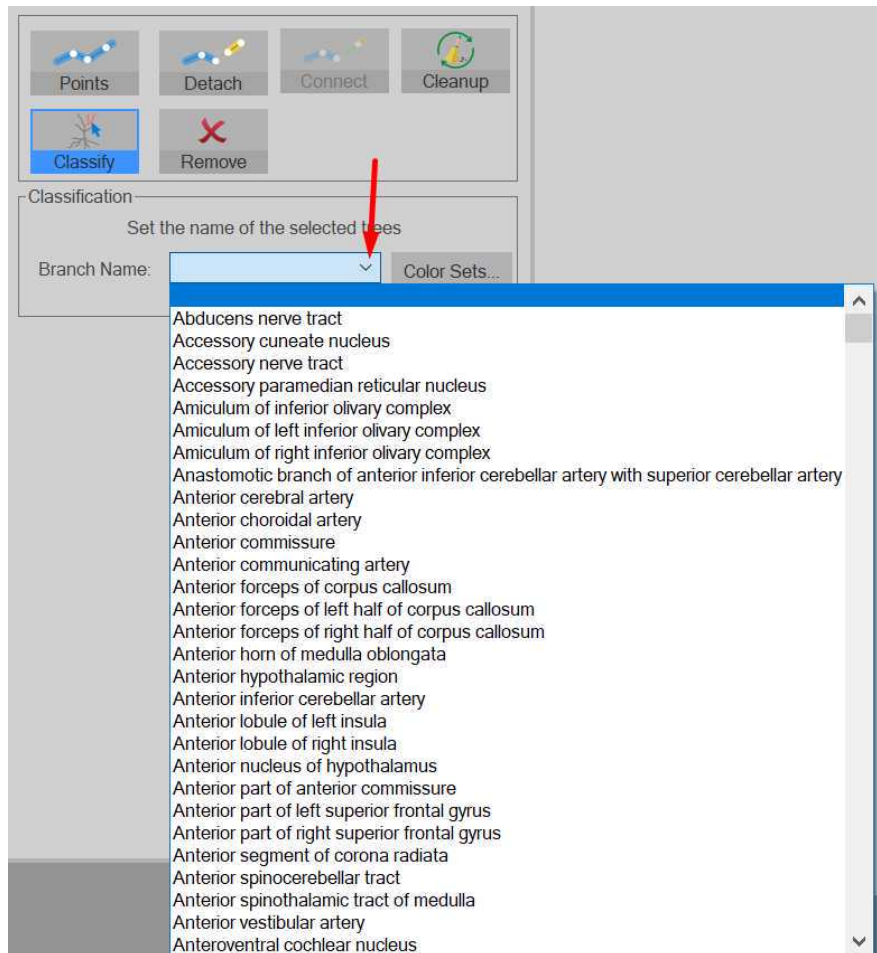 Points Detach Connect Cleanup
Classify Remove
Classification
Set the name of the selected trees
Branch Name: Color Sets...
Abducens nerve tract
Accessory cuneate nucleus
Accessory nerve tract
Accessory paramedian reticular nucleus
Amiculum of inferior olivary complex
Amiculum of left inferior olivary complex
Amiculum of right inferior olivary complex
Anastomotic branch of anterior inferior cerebellar artery with superior cerebellar artery
Anterior cerebral artery
Anterior choroidal artery
Anterior commissure
Anterior communicating artery
Anterior forceps of corpus callosum
Anterior forceps of left half of corpus callosum
Anterior forceps of right half of corpus callosum
Anterior horn of medulla oblongata
Anterior hypothalamic region
Anterior inferior cerebellar artery
Anterior lobule of left insula
Anterior lobule of right insula
Anterior nucleus of hypothalamus
Anterior part of anterior commissure
Anterior part of left superior frontal gyrus
Anterior part of right superior frontal gyrus
Anterior segment of corona radiata
Anterior spinocerebellar tract
Anterior spinothalamic tract of medulla
Anterior vestibular artery
Anteroventral cochlear nucleus